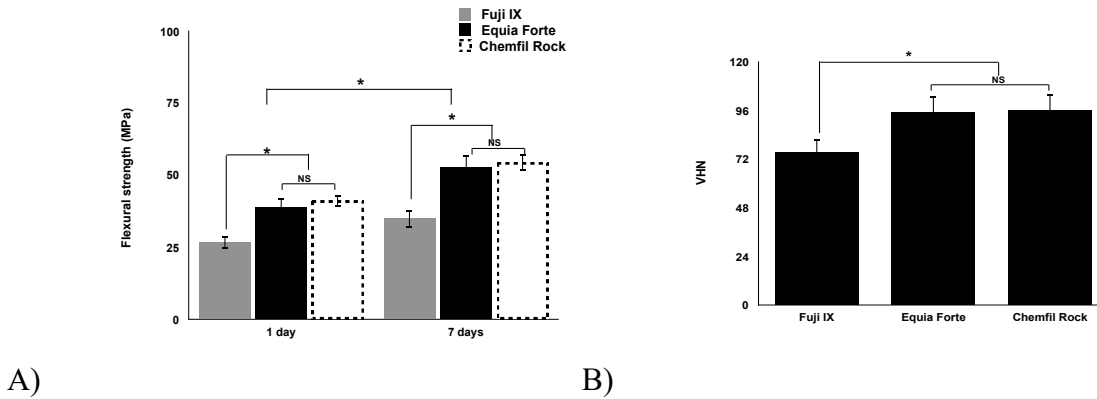 Fuji IX
Equia Forte
Chemfil Rock
Flexural strength (MPa)
100
75
50
25
0
*
*
*
NS
NS
1 day
7 days
A)
VHN
120
96
72
48
24
0
*
NS
Fuji IX
Equia Forte
Chemfil Rock
B)